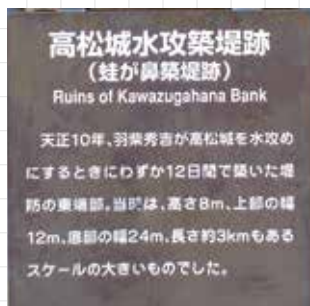 高松城水攻築堤跡
（蛙が鼻築堤跡）
Ruins of Kawazugahana Bank
天正10年、羽柴秀吉が高松城を水攻め
にするときにわずか12日間で築いた堤
防の東端部。当時は、高さ8m、上部の幅
12m、底部の幅24m、長さ約3kmもある
スケールの大きいものでした。